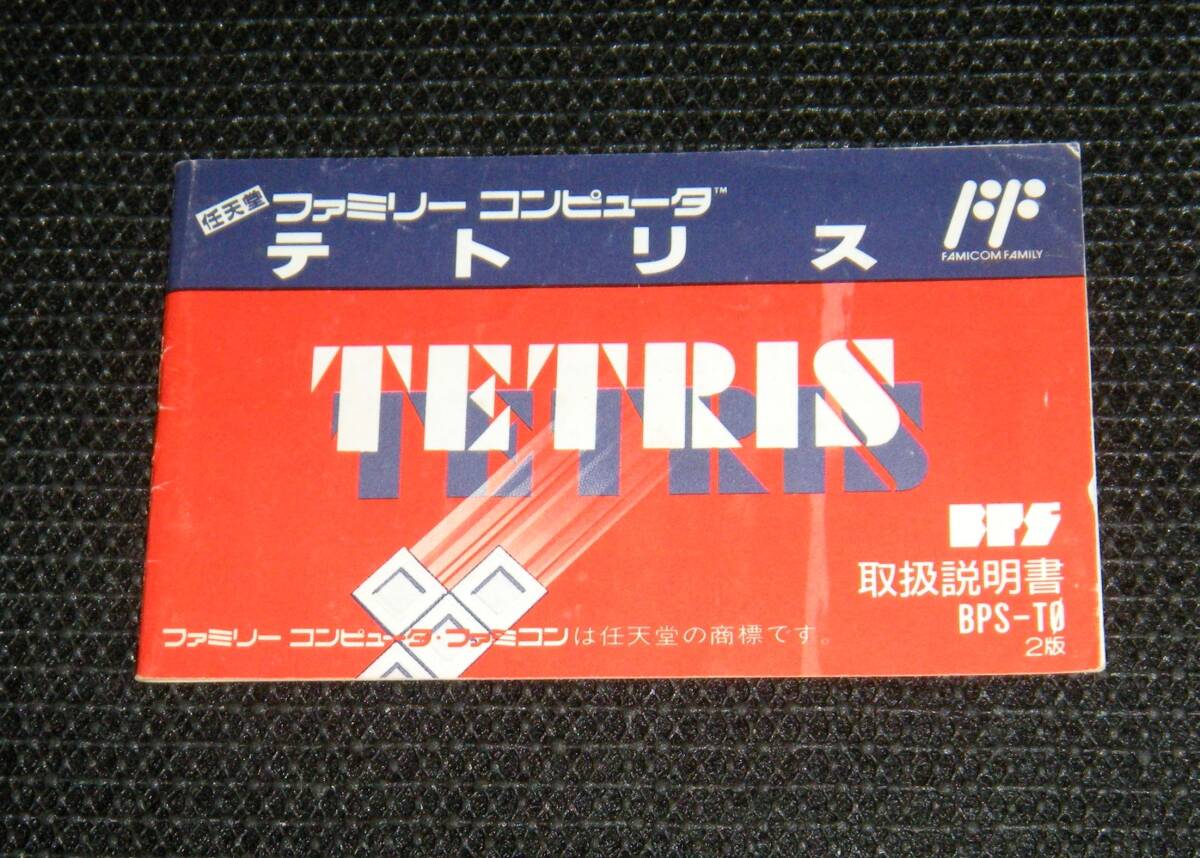 任天堂 ファミリー コンピュータ™
テトリス
FF
FAMICOM FAMILY
TETRIS
TETRIS
BPS
取扱説明書
BPS-TØ
2版
ファミリー コンピュータ・ファミコンは任天堂の商標です。